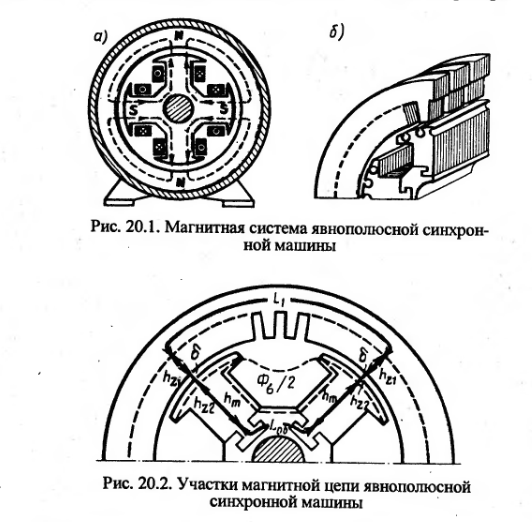 а)
б)
N
S
S
N
Рис. 20.1. Магнитная система явнополюсной синхрон-
ной машины
L1
δ
δ
hz1
hz1
Фб/2
hz2
hm
hm
hz2
Lоб
Рис. 20.2. Участки магнитной цепи явнополюсной
синхронной машины